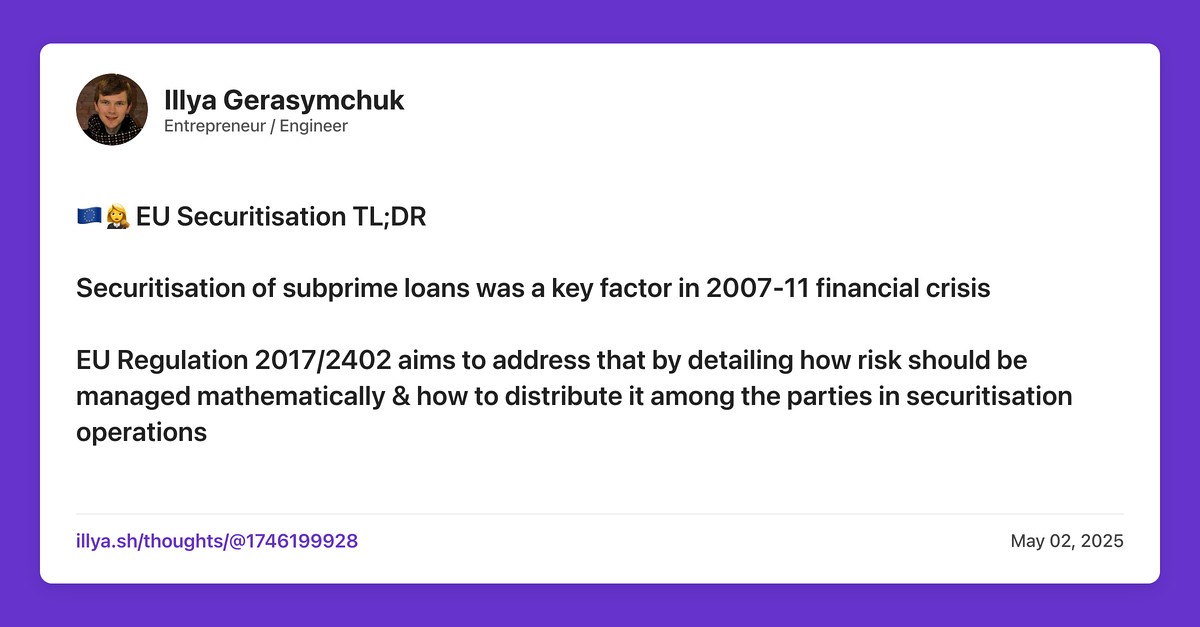 Illya Gerasymchuk
Entrepreneur / Engineer
🇪🇺👩‍⚖️ EU Securitisation TL;DR
Securitisation of subprime loans was a key factor in 2007-11 financial crisis
EU Regulation 2017/2402 aims to address that by detailing how risk should be
managed mathematically & how to distribute it among the parties in securitisation
operations
illya.sh/thoughts/@1746199928
May 02, 2025